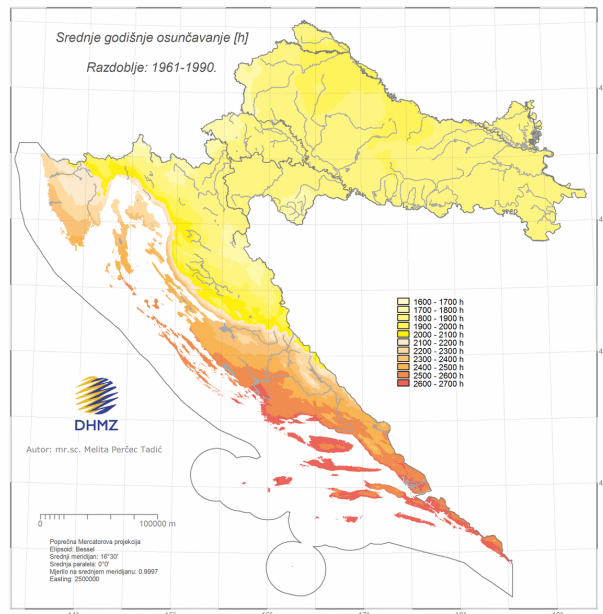 Srednje godišnje osunčavanje [h]
Razdoblje: 1961-1990.
1600 - 1700 h
1700 - 1800 h
1800 - 1900 h
1900 - 2000 h
2000 - 2100 h
2100 - 2200 h
2200 - 2300 h
2300 - 2400 h
2400 - 2500 h
2500 - 2600 h
2600 - 2700 h
DHMZ
Autor: mr.sc. Melita Perčec Tadić
0 100000 m
Poprečna Mercatorova projekcija
Elipsoid: Bessel
Srednji meridijan: 16°30'
Srednja paralela: 0°0'
Mjerilo na srednjem meridijanu: 0.9997
Easting: 2500000